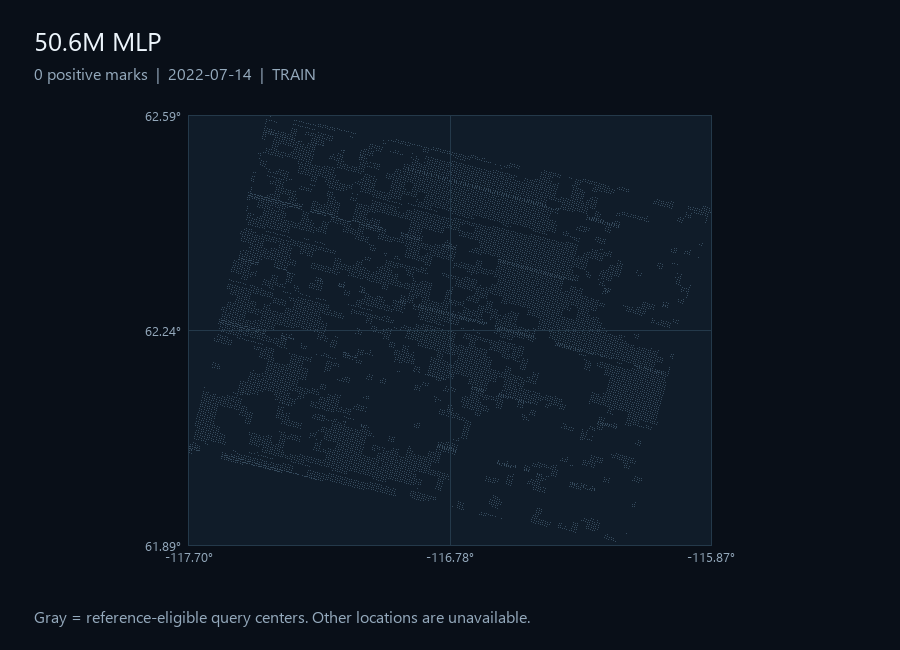 50.6M MLP
0 positive marks | 2022-07-14 | TRAIN
62.59°
62.24°
61.89°
-117.70° -116.78° -115.87°
Gray = reference-eligible query centers. Other locations are unavailable.